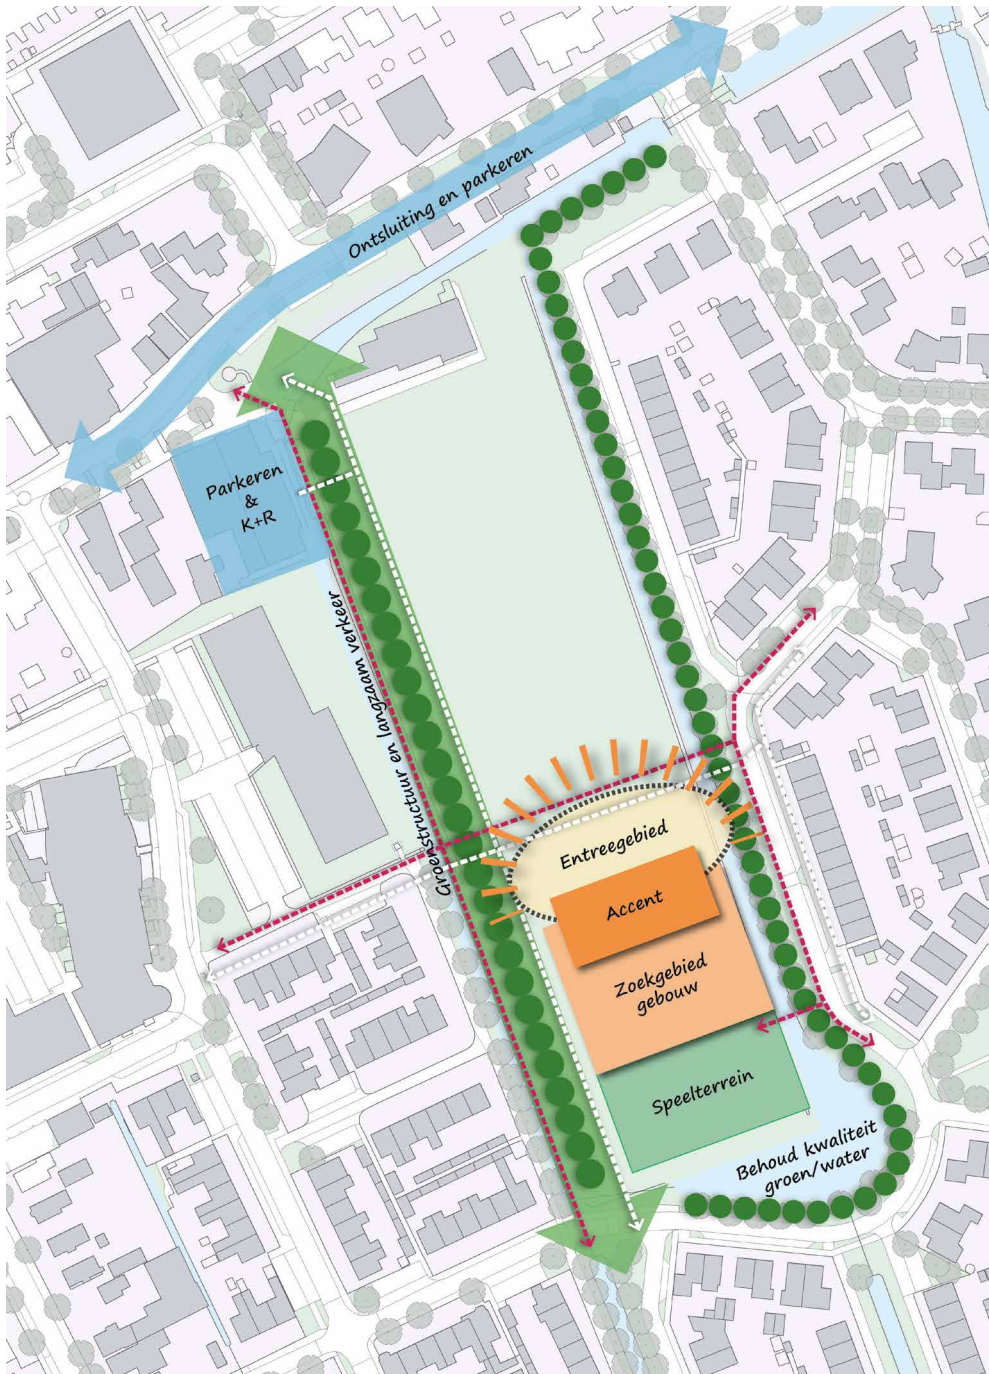 Ontsluiting en parkeren
Parkeren
&
K+R
Groenstructuur en langzaam verkeer
Entreegebied
Accent
Zoekgebied
gebouw
Speelterrein
Behoud kwaliteit
groen/water